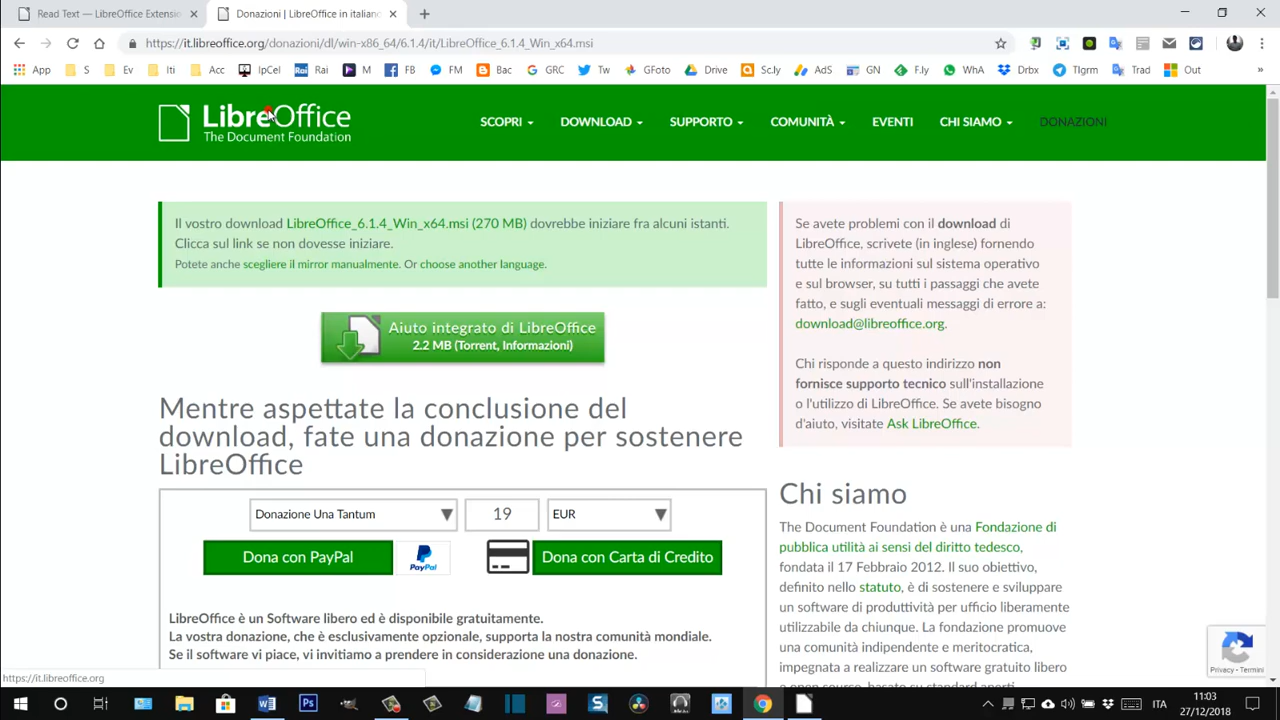 Read Text — LibreOffice Extensio
Donazioni | LibreOffice in italiano
https://it.libreoffice.org/donazioni/dl/win-x86_64/6.1.4/it/LibreOffice_6.1.4_Win_x64.msi
App S Ev Iti Acc IpCel Rai M FB FM Bac GRC Tw GFoto Drive Sc.ly AdS GN F.ly WhA Drbx Tlgrm Trad Out »
LibreOffice
The Document Foundation
SCOPRI DOWNLOAD SUPPORTO COMUNITÀ EVENTI CHI SIAMO DONAZIONI
Il vostro download LibreOffice_6.1.4_Win_x64.msi (270 MB) dovrebbe iniziare fra alcuni istanti.
Clicca sul link se non dovesse iniziare.
Potete anche scegliere il mirror manualmente. Or choose another language.
Aiuto integrato di LibreOffice
2.2 MB (Torrent, Informazioni)
Mentre aspettate la conclusione del
download, fate una donazione per sostenere
LibreOffice
Donazione Una Tantum 19 EUR
Dona con PayPal PayPal Dona con Carta di Credito
LibreOffice è un Software libero ed è disponibile gratuitamente.
La vostra donazione, che è esclusivamente opzionale, supporta la nostra comunità mondiale.
Se il software vi piace, vi invitiamo a prendere in considerazione una donazione.
Se avete problemi con il download di
LibreOffice, scrivete (in inglese) fornendo
tutte le informazioni sul sistema operativo
e sul browser, su tutti i passaggi che avete
fatto, e sugli eventuali messaggi di errore a:
download@libreoffice.org.
Chi risponde a questo indirizzo non
fornisce supporto tecnico sull'installazione
o l'utilizzo di LibreOffice. Se avete bisogno
d'aiuto, visitate Ask LibreOffice.
Chi siamo
The Document Foundation è una Fondazione di
pubblica utilità ai sensi del diritto tedesco,
fondata il 17 Febbraio 2012. Il suo obiettivo,
definito nello statuto, è di sostenere e sviluppare
un software di produttività per ufficio liberamente
utilizzabile da chiunque. La fondazione promuove
una comunità indipendente e meritocratica,
impegnata a realizzare un software gratuito libero
e open source, basato su standard aperti
Privacy - Termini
https://it.libreoffice.org
ITA
11:03
27/12/2018